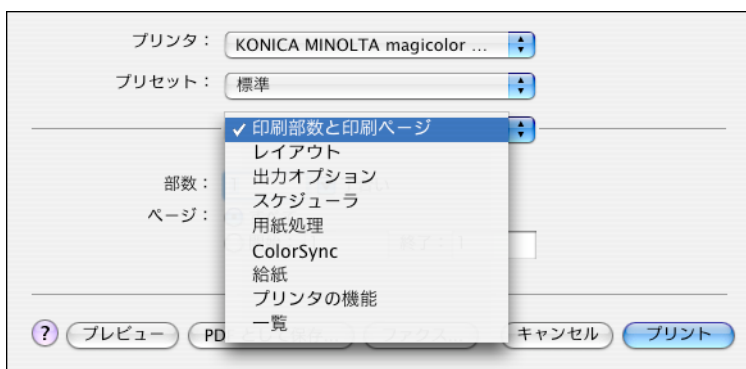 プリンタ： KONICA MINOLTA magicolor ...
プリセット： 標準
✓ 印刷部数と印刷ページ
レイアウト
出力オプション
部数：
スケジューラ
ページ：
用紙処理
ColorSync
給紙
プリンタの機能
一覧
? プレビュー PD ファクス... キャンセル プリント